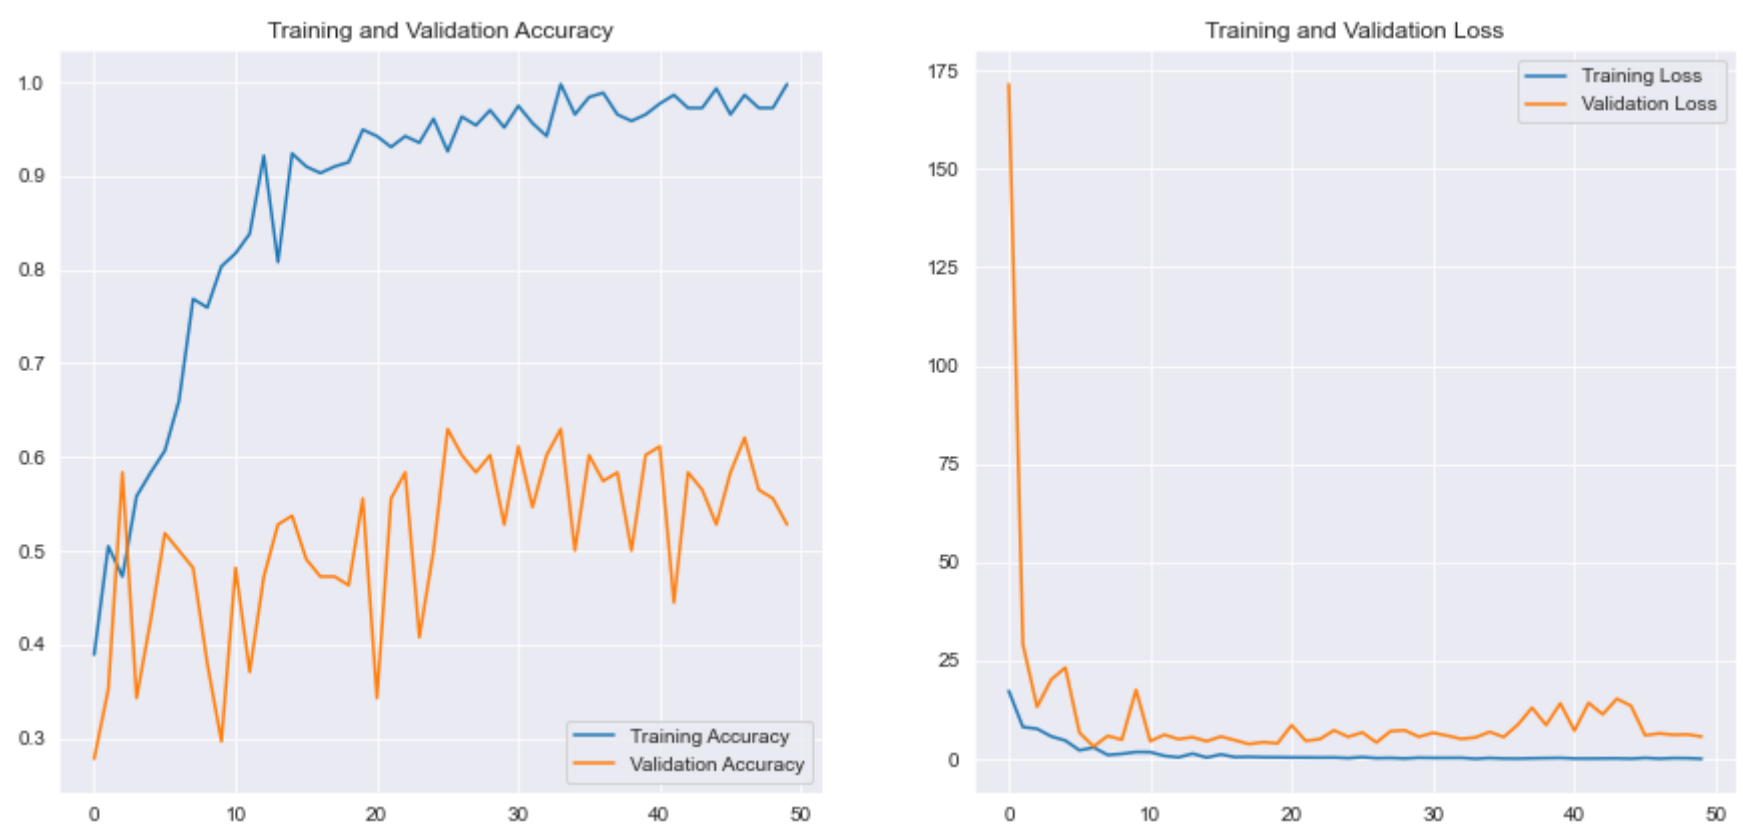 Training and Validation Accuracy
1.0
0.9
0.8
0.7
0.6
0.5
0.4
0.3
Training Accuracy
Validation Accuracy
0 10 20 30 40 50
Training and Validation Loss
175
150
125
100
75
50
25
0
Training Loss
Validation Loss
0 10 20 30 40 50